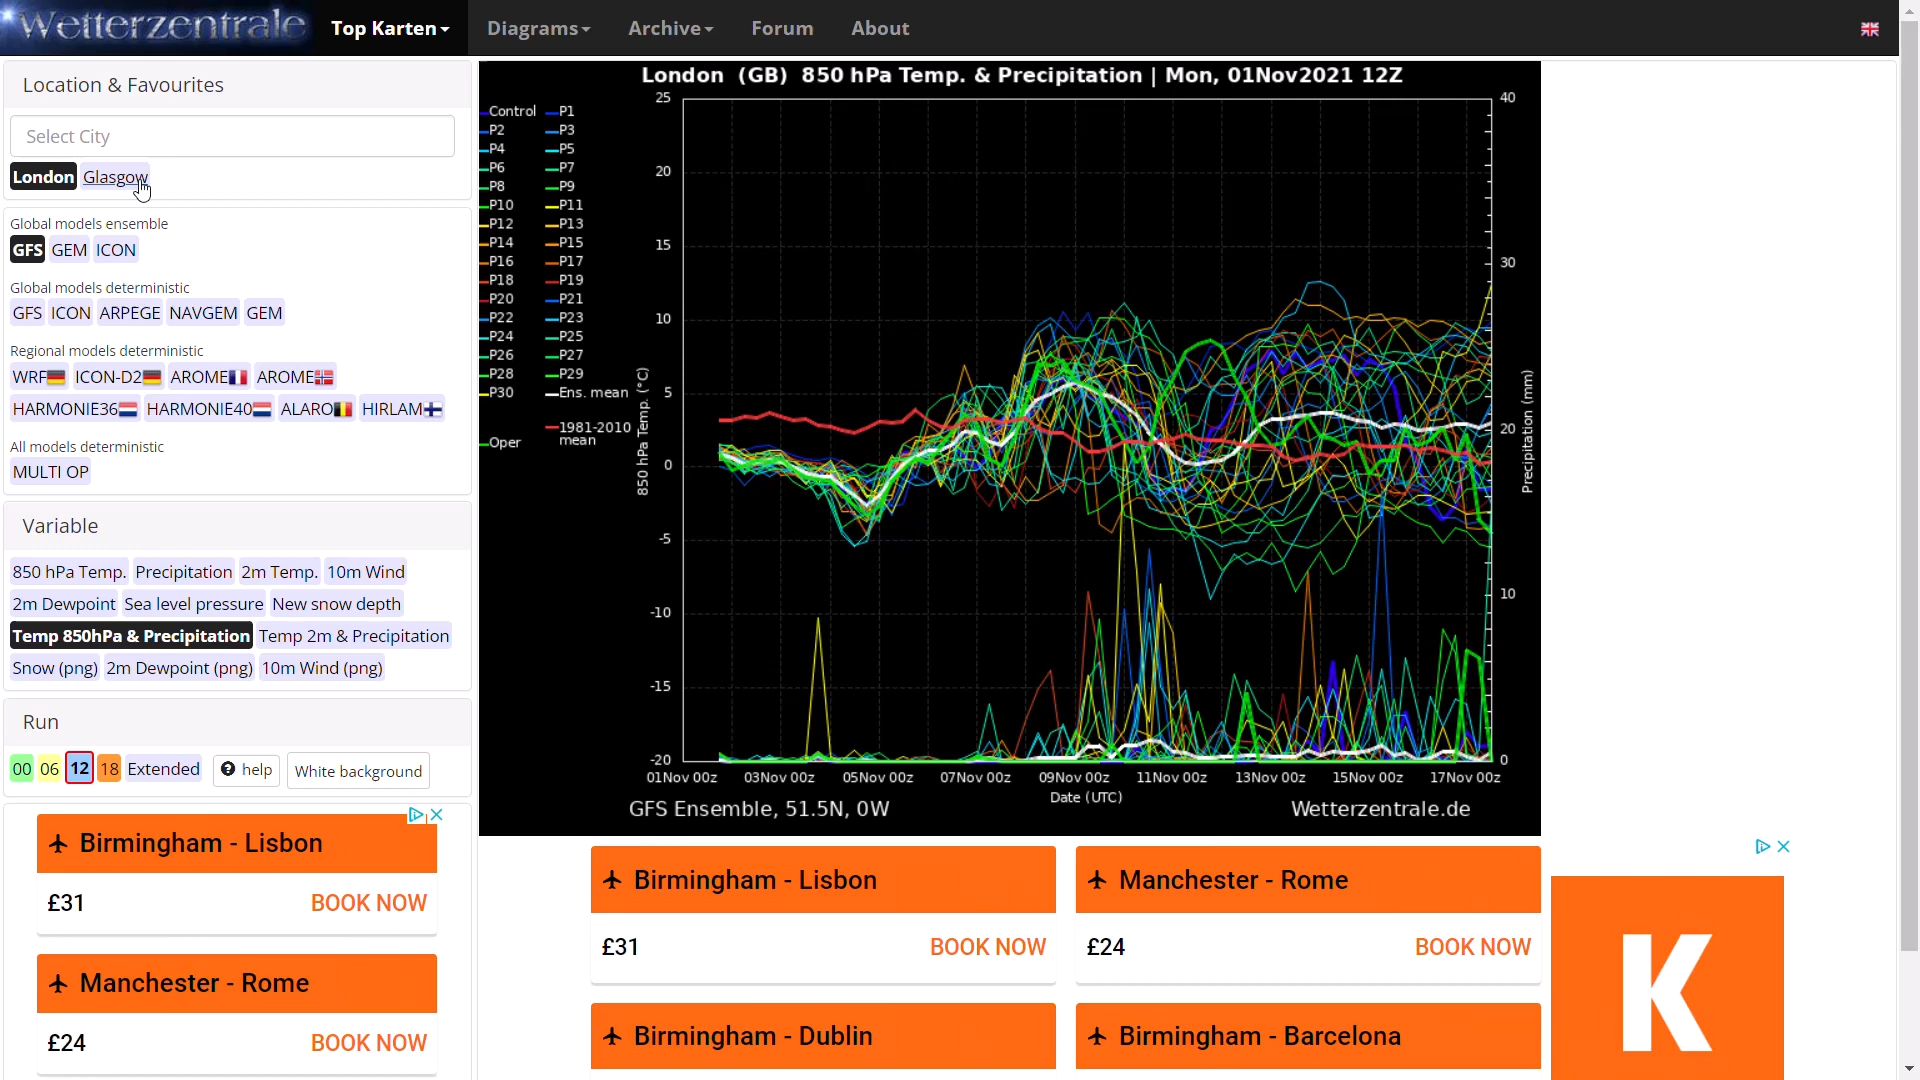 Wetterzentrale
Top Karten
Diagrams
Archive
Forum
About
Location & Favourites
Select City
London Glasgow
Global models ensemble
GFS GEM ICON
Global models deterministic
GFS ICON ARPEGE NAVGEM GEM
Regional models deterministic
WRF ICON-D2 AROME AROME
HARMONIE36 HARMONIE40 ALARO HIRLAM
All models deterministic
MULTI OP
Variable
850 hPa Temp. Precipitation 2m Temp. 10m Wind
2m Dewpoint Sea level pressure New snow depth
Temp 850hPa & Precipitation Temp 2m & Precipitation
Snow (png) 2m Dewpoint (png) 10m Wind (png)
Run
00 06 12 18 Extended help White background
Birmingham - Lisbon
£31 BOOK NOW
Manchester - Rome
£24 BOOK NOW
London (GB) 850 hPa Temp. & Precipitation | Mon, 01Nov2021 12Z
Control P1
P2 P3
P4 P5
P6 P7
P8 P9
P10 P11
P12 P13
P14 P15
P16 P17
P18 P19
P20 P21
P22 P23
P24 P25
P26 P27
P28 P29
P30 Ens. mean
1981-2010
mean
Oper
850 hPa Temp. (°C)
25
20
15
10
5
0
-5
-10
-15
-20
40
30
20
10
0
Precipitation (mm)
01Nov 00z 03Nov 00z 05Nov 00z 07Nov 00z 09Nov 00z 11Nov 00z 13Nov 00z 15Nov 00z 17Nov 00z
Date (UTC)
GFS Ensemble, 51.5N, 0W
Wetterzentrale.de
Birmingham - Lisbon
£31 BOOK NOW
Manchester - Rome
£24 BOOK NOW
Birmingham - Dublin
Birmingham - Barcelona
K